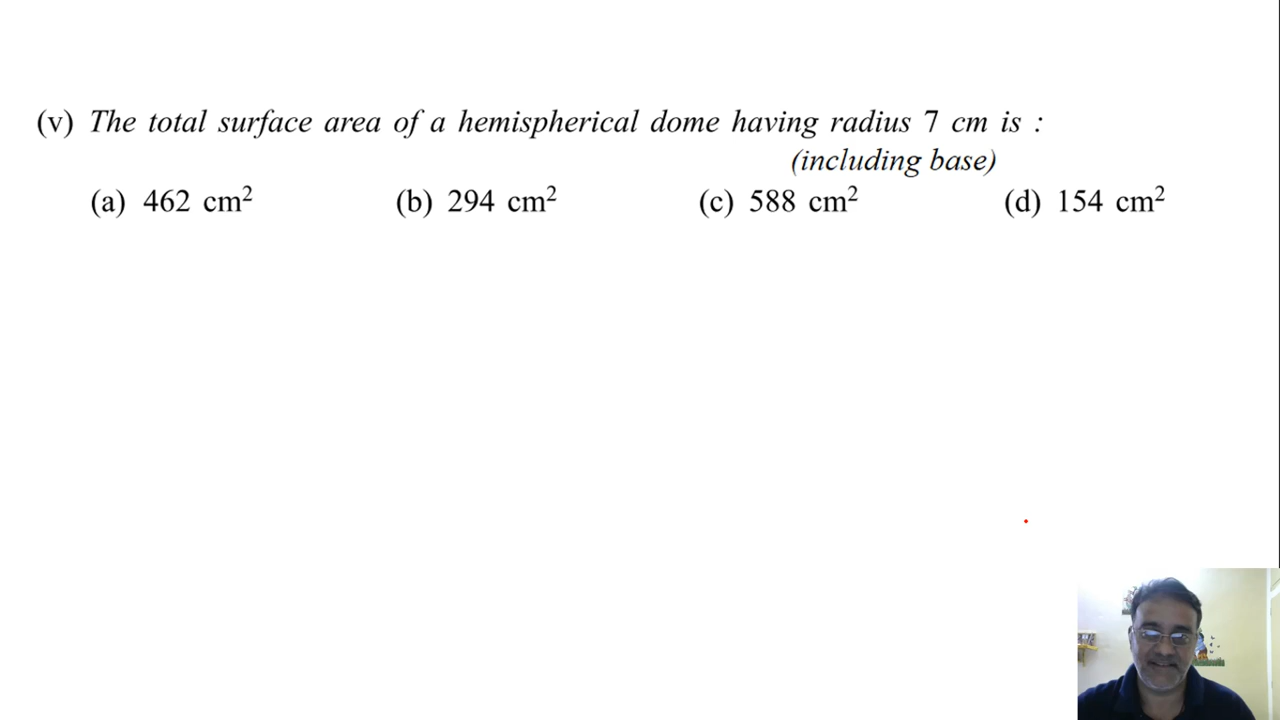 (v) The total surface area of a hemispherical dome having radius 7 cm is :
(including base)
(a) 462 cm² (b) 294 cm² (c) 588 cm² (d) 154 cm²